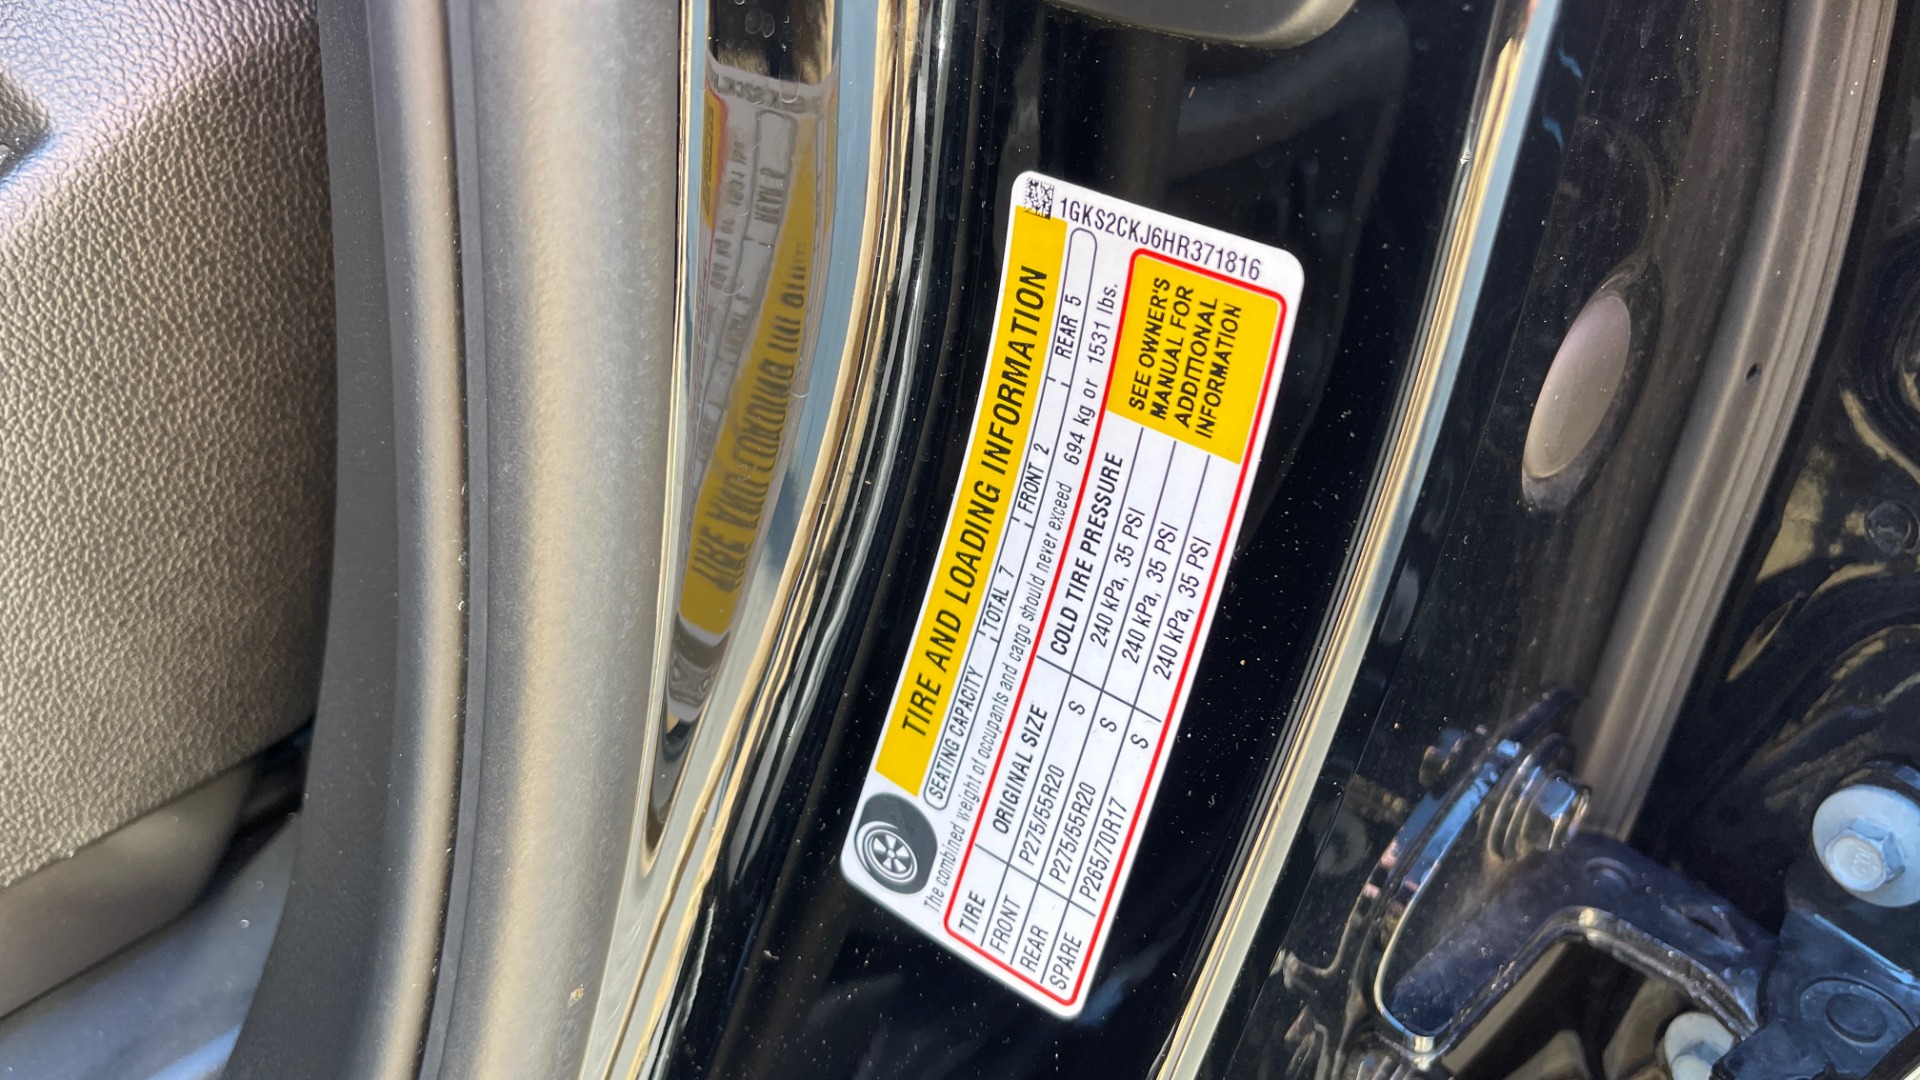 1GKS2CKJ6HR371816
TIRE AND LOADING INFORMATION
SEATING CAPACITY TOTAL 7 FRONT 2 REAR 5
The combined weight of occupants and cargo should never exceed 694 kg or 1531 lbs.
TIRE ORIGINAL SIZE COLD TIRE PRESSURE
FRONT P275/55R20 S 240 kPa, 35 PSI
REAR P275/55R20 S 240 kPa, 35 PSI
SPARE P265/70R17 S 240 kPa, 35 PSI
SEE OWNER'S
MANUAL FOR
ADDITIONAL
INFORMATION